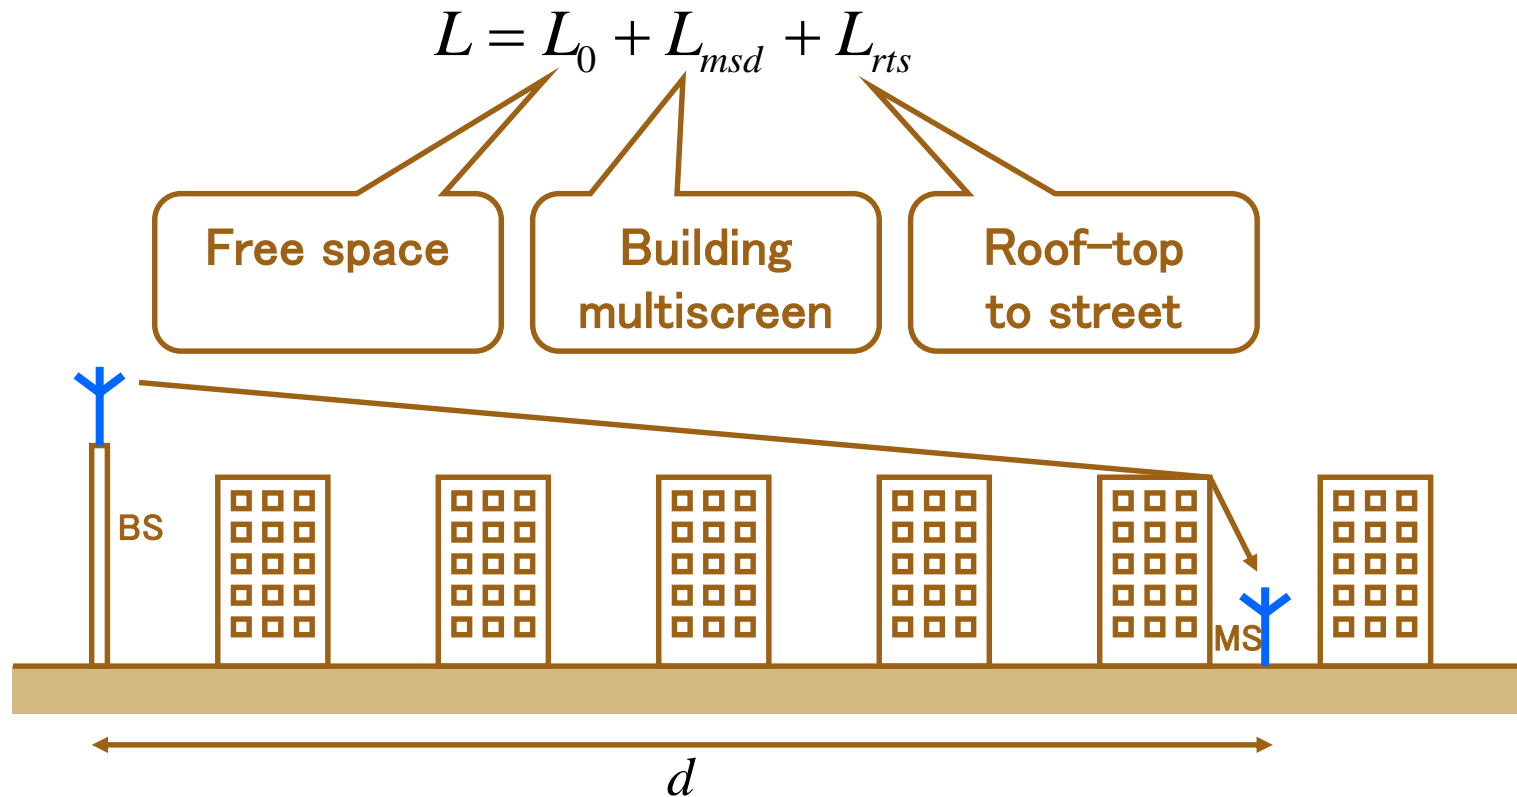 L = L0 + Lmsd + Lrts
Free space
Building
multiscreen
Roof-top
to street
BS
MS
d